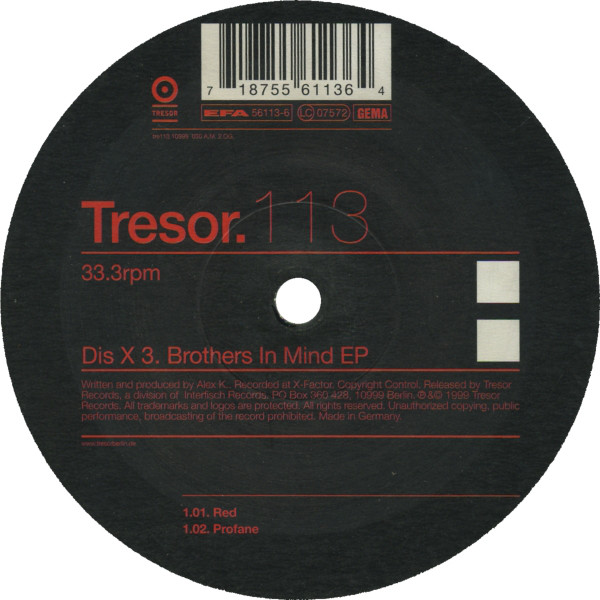 7 18755 61136 4
TRESOR
EFA 56113-6 LC 07572 GEMA
Tresor.113
33.3rpm
Dis X 3. Brothers In Mind EP
Written and produced by Alex K.. Recorded at X-Factor. Copyright Control. Released by Tresor
Records, a division of Interfisch Records, PO Box 360 428, 10999 Berlin. ℗ &© 1999 Tresor
Records. All trademarks and logos are protected. All rights reserved. Unauthorized copying, public
performance, broadcasting of the record prohibited. Made in Germany.
www.tresorberlin.de
1.01. Red
1.02. Profane